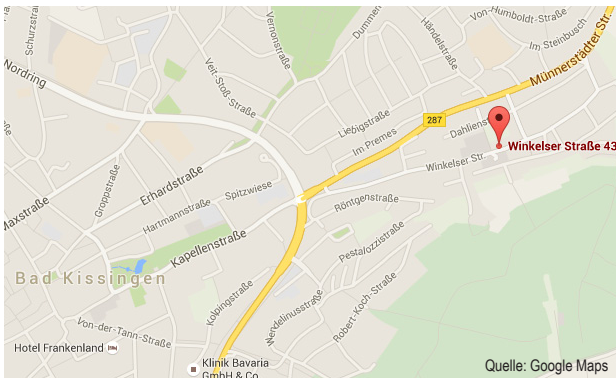 Von-Humboldt-Straße
Im Steinbusch
Münnerstädter Str
Händelstraße
Vernonstraße
Schurzstraße
Nordring
Veit-Stoß-Straße
287
Liebigstraße
Im Premes
Winkelser Straße 43
Winkelser Str
Groppstraße
Erhardstraße
Spitzwiese
Maxstraße
Hartmannstraße
Röntgenstraße
Kapellenstraße
Pestalozzistraße
Bad Kissingen
Kolpingstraße
Wendelinusstraße
Robert-Koch-Straße
Von-der-Tann-Straße
Hotel Frankenland
Klinik Bavaria
GmbH & Co
Quelle: Google Maps